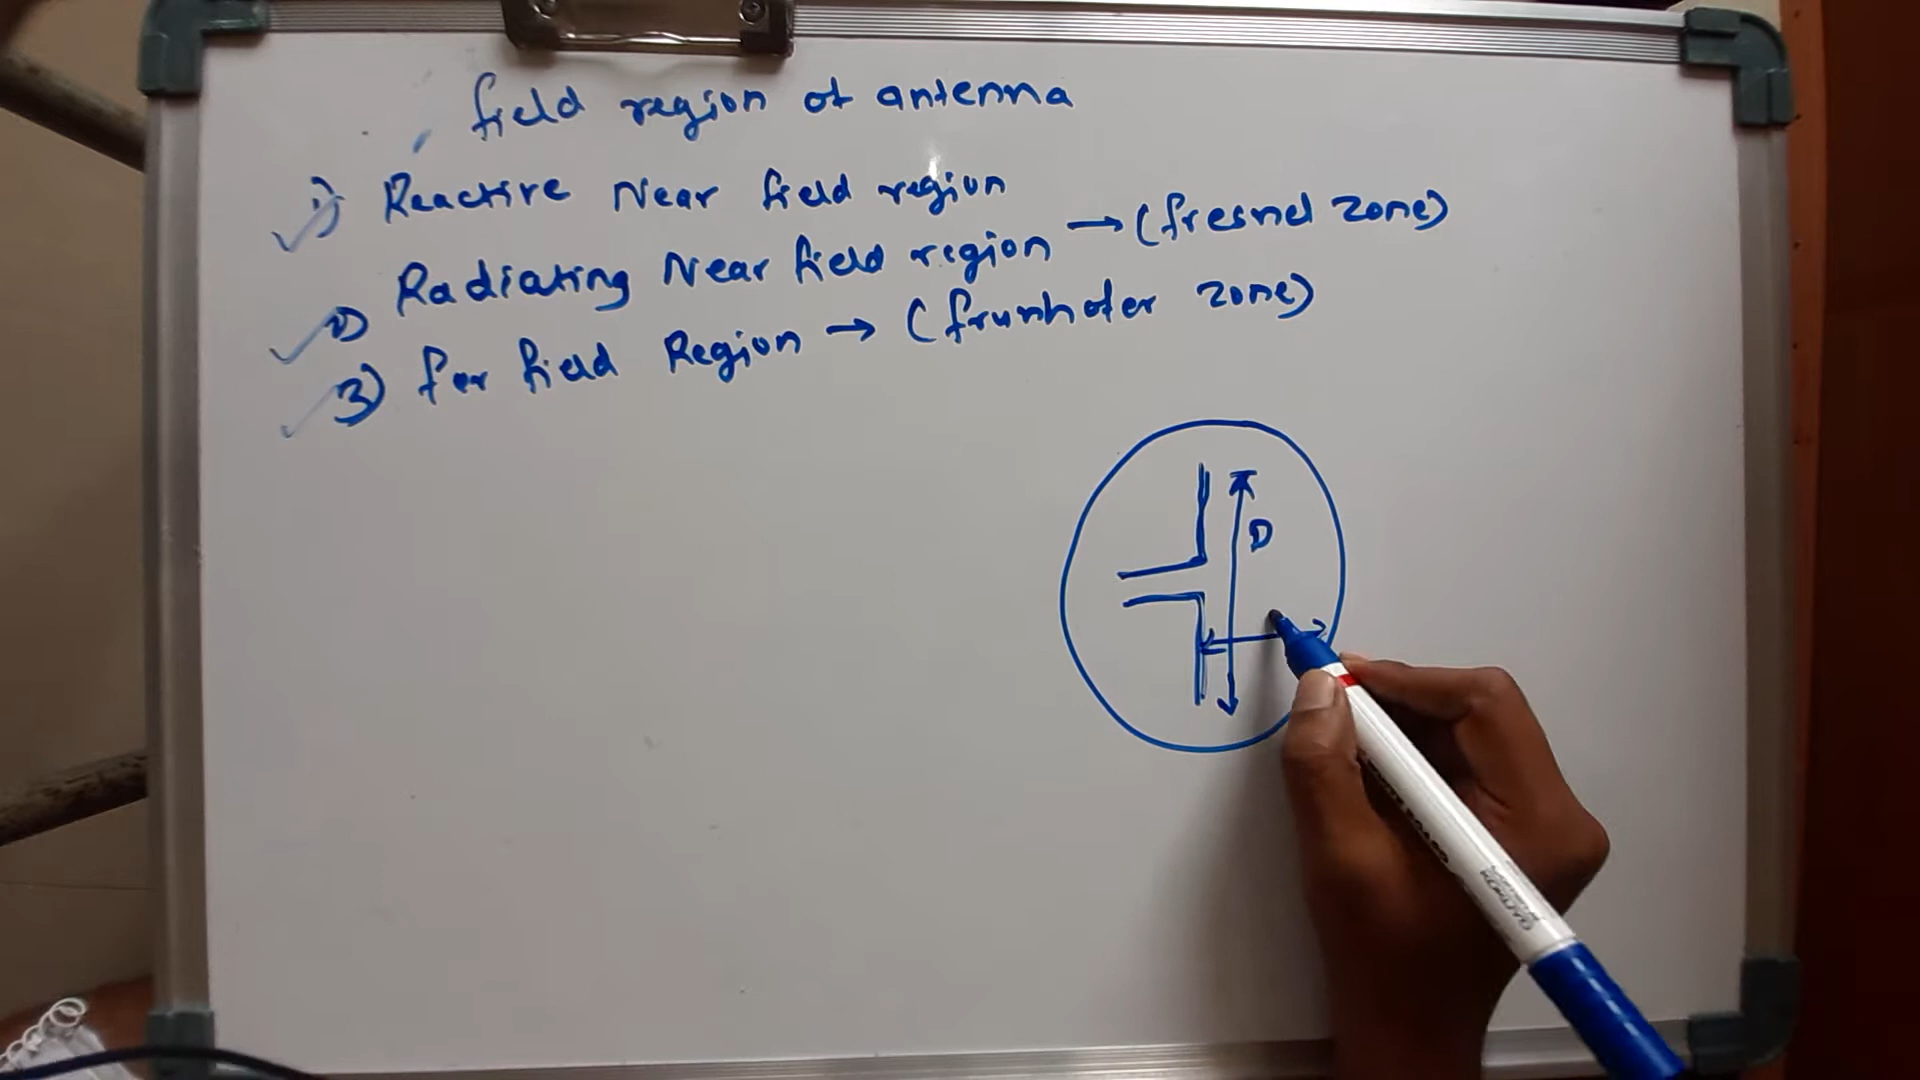 field region of antenna
1) Reactive Near field region
2) Radiating Near field region → (fresnel zone)
3) far field Region → (frunhofer zone)
D